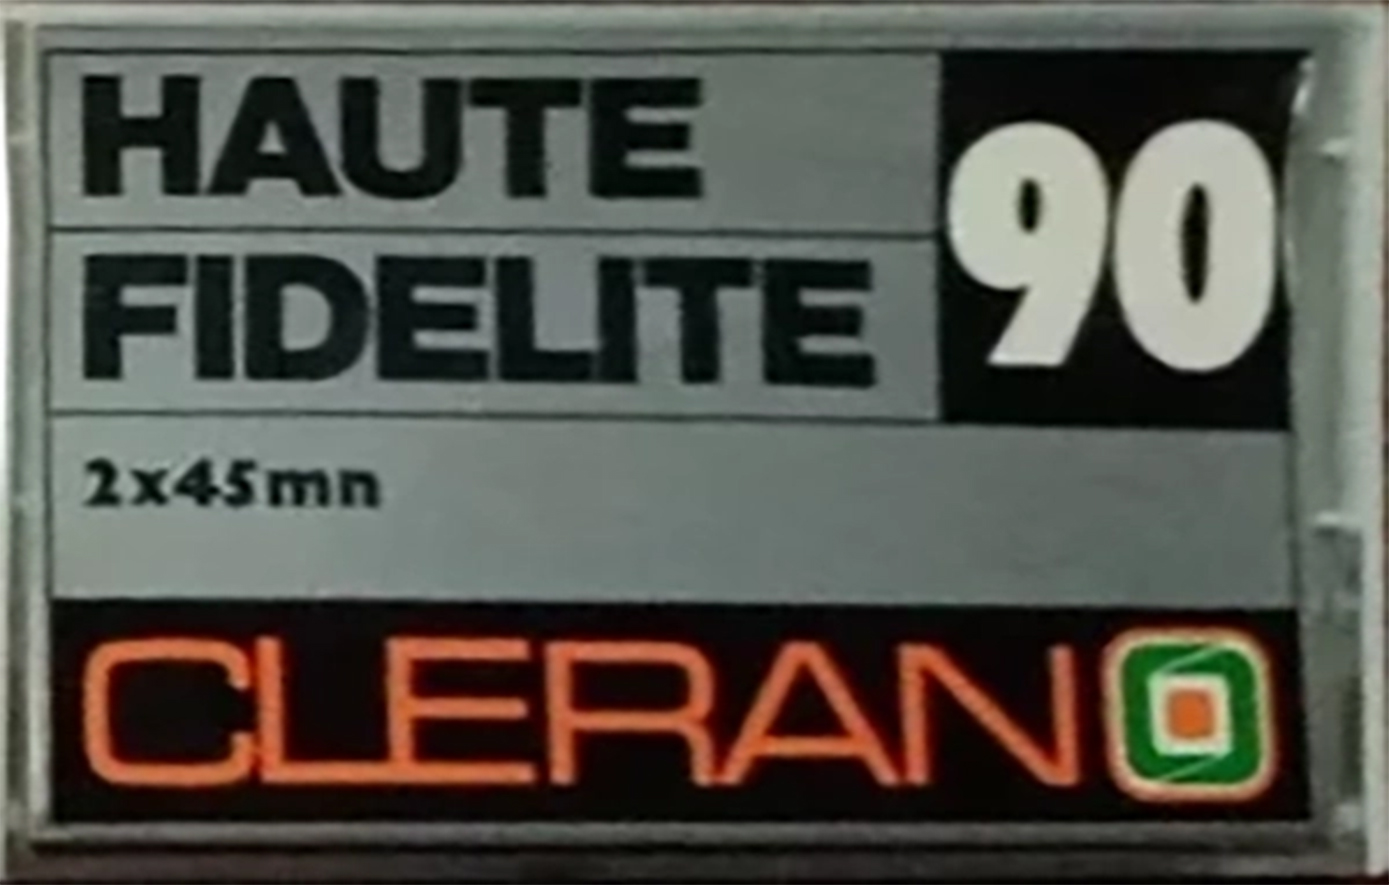 HAUTE
FIDELITE
90
2x45mn
CLERAN